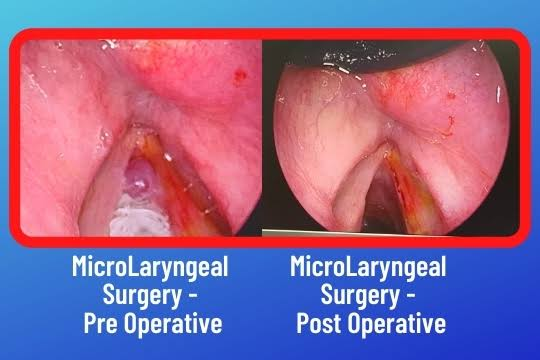 MicroLaryngeal
Surgery -
Pre Operative
MicroLaryngeal
Surgery -
Post Operative